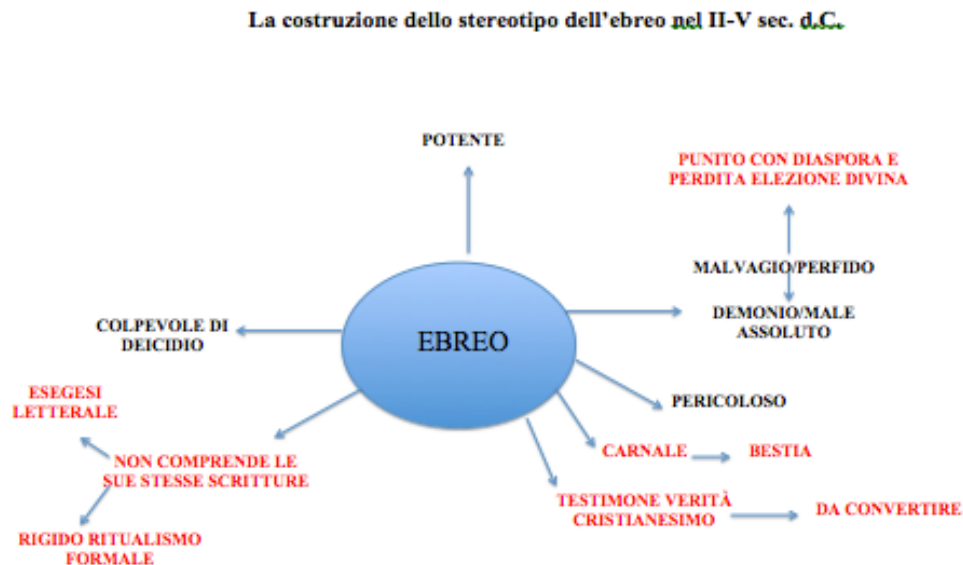 La costruzione dello stereotipo dell'ebreo nel II-V sec. d.C.
POTENTE
PUNITO CON DIASPORA E
PERDITA ELEZIONE DIVINA
MALVAGIO/PERFIDO
DEMONIO/MALE
ASSOLUTO
COLPEVOLE DI
DEICIDIO
EBREO
ESEGESI
LETTERALE
PERICOLOSO
NON COMPRENDE LE
SUE STESSE SCRITTURE
CARNALE
BESTIA
TESTIMONE VERITÀ
CRISTIANESIMO
DA CONVERTIRE
RIGIDO RITUALISMO
FORMALE